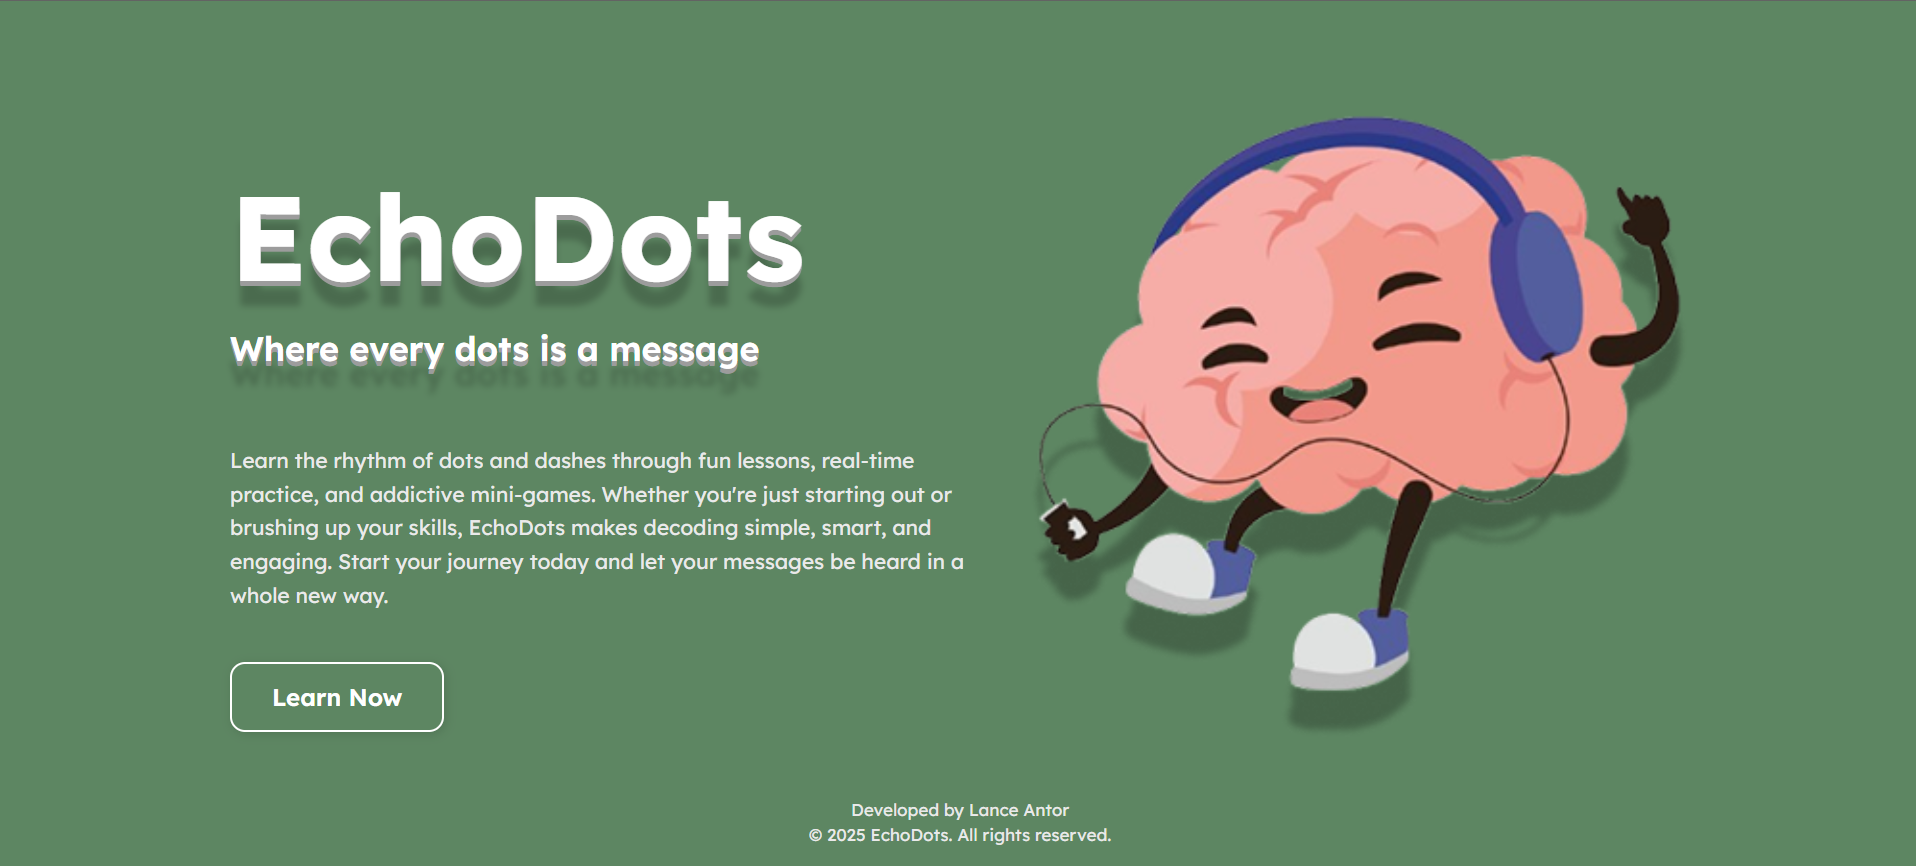 EchoDots
Where every dots is a message
Learn the rhythm of dots and dashes through fun lessons, real-time
practice, and addictive mini-games. Whether you're just starting out or
brushing up your skills, EchoDots makes decoding simple, smart, and
engaging. Start your journey today and let your messages be heard in a
whole new way.
Learn Now
Developed by Lance Antor
© 2025 EchoDots. All rights reserved.